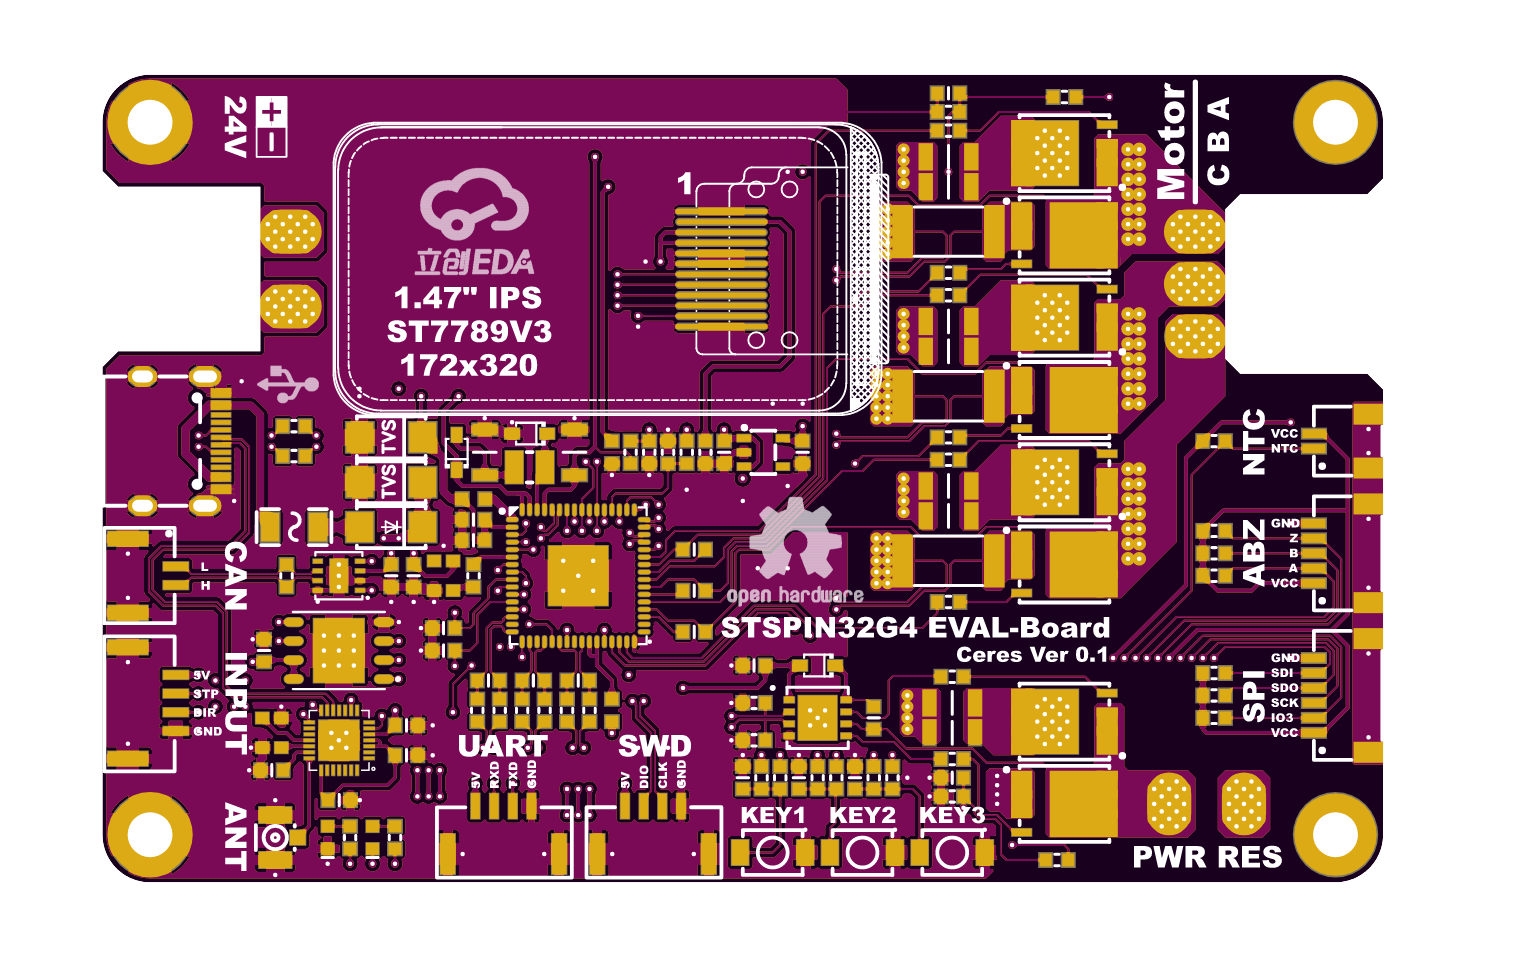 24V
+
-
Motor
C B A
1
立创EDA
1.47" IPS
ST7789V3
172x320
TVS
TVS
NTC
VCC
NTC
CAN
L
H
ABZ
GND
Z
B
A
VCC
open hardware
STSPIN32G4 EVAL-Board
Ceres Ver 0.1
INPUT
5V
STP
DIR
GND
SPI
GND
SDI
SDO
SCK
IO3
VCC
UART
5V
RXD
TXD
GND
SWD
5V
DIO
CLK
GND
KEY1
KEY2
KEY3
ANT
PWR RES